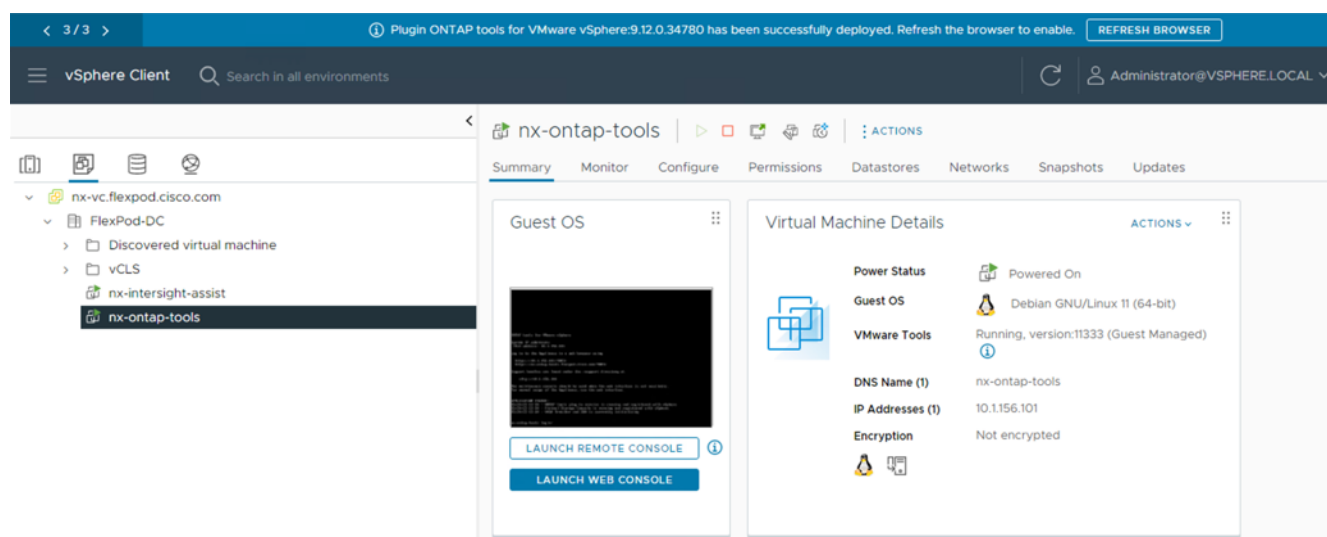 3 / 3
Plugin ONTAP tools for VMware vSphere:9.12.0.34780 has been successfully deployed. Refresh the browser to enable.
REFRESH BROWSER
vSphere Client
Search in all environments
Administrator@VSPHERE.LOCAL
nx-vc.flexpod.cisco.com
FlexPod-DC
Discovered virtual machine
vCLS
nx-intersight-assist
nx-ontap-tools
nx-ontap-tools
ACTIONS
Summary Monitor Configure Permissions Datastores Networks Snapshots Updates
Guest OS
LAUNCH REMOTE CONSOLE
LAUNCH WEB CONSOLE
Virtual Machine Details
ACTIONS
Power Status Powered On
Guest OS Debian GNU/Linux 11 (64-bit)
VMware Tools Running, version:11333 (Guest Managed)
DNS Name (1) nx-ontap-tools
IP Addresses (1) 10.1.156.101
Encryption Not encrypted